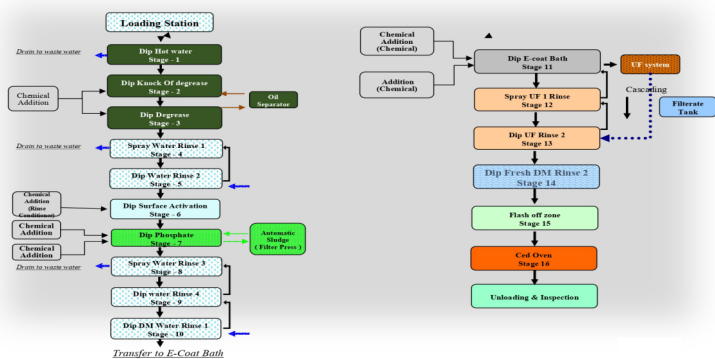 Loading Station
Drain to waste water
Dip Hot water
Stage - 1
Dip Knock Of degrease
Stage - 2
Chemical
Addition
Oil
Separator
Dip Degrease
Stage - 3
Drain to waste water
Spray Water Rinse 1
Stage - 4
Dip Water Rinse 2
Stage - 5
Chemical
Addition
(Rinse
Conditioner)
Dip Surface Activation
Stage - 6
Chemical
Addition
Dip Phosphate
Stage - 7
Automatic
Sludge
( Filter Press )
Chemical
Addition
Drain to waste water
Spray Water Rinse 3
Stage - 8
Dip water Rinse 4
Stage - 9
Dip DM Water Rinse 1
Stage - 10
Transfer to E-Coat Bath
Chemical
Addition
(Chemical)
Addition
(Chemical)
Dip E-coat Bath
Stage 11
UF system
Spray UF 1 Rinse
Stage 12
Cascading
Filterate
Tank
Dip UF Rinse 2
Stage 13
Dip Fresh DM Rinse 2
Stage 14
Flash off zone
Stage 15
Ced Oven
Stage 16
Unloading & Inspection